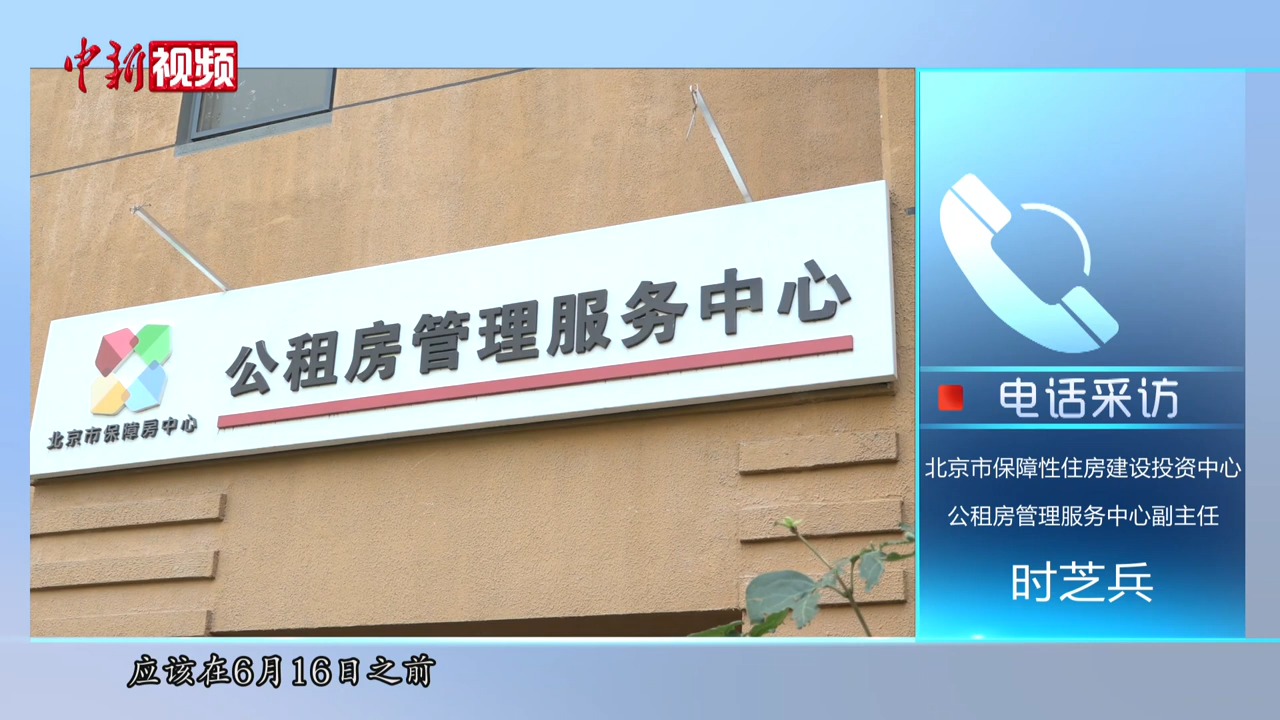 中新视频
公租房管理服务中心
北京市保障房中心
电话采访
北京市保障性住房建设投资中心
公租房管理服务中心副主任
时芝兵
应该在6月16日之前